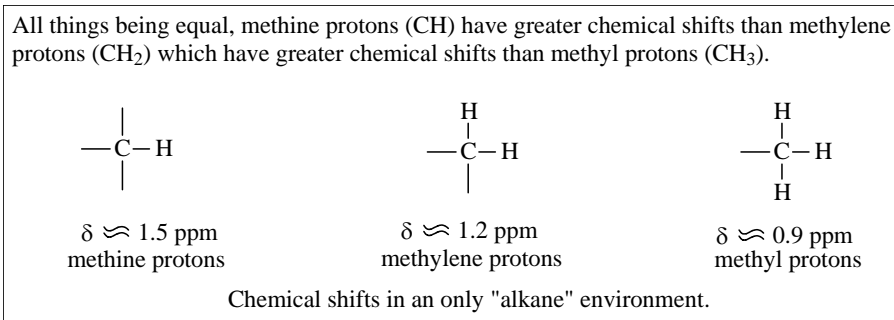 All things being equal, methine protons (CH) have greater chemical shifts than methylene
protons (CH₂) which have greater chemical shifts than methyl protons (CH₃).
H H
C H C H C H
H
δ ≈ 1.5 ppm δ ≈ 1.2 ppm δ ≈ 0.9 ppm
methine protons methylene protons methyl protons
Chemical shifts in an only "alkane" environment.